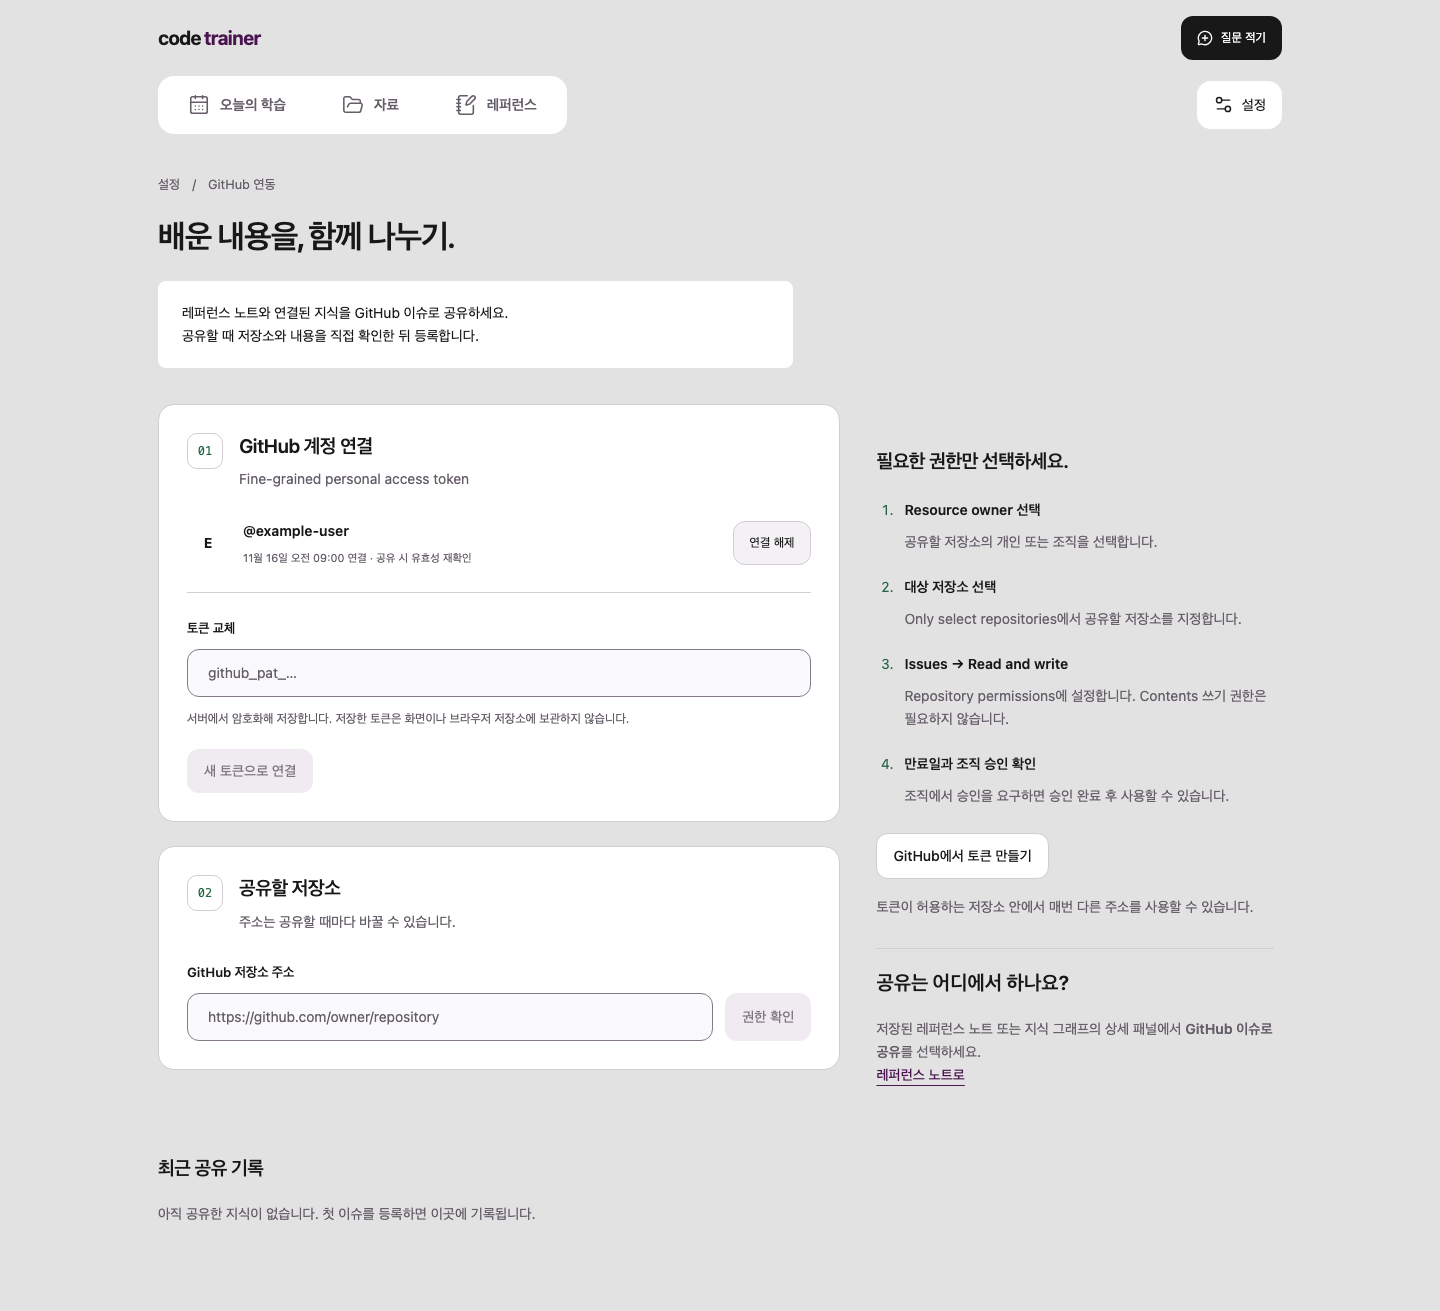 code trainer
질문 적기
오늘의 학습
자료
레퍼런스
설정
설정 / GitHub 연동
배운 내용을, 함께 나누기.
레퍼런스 노트와 연결된 지식을 GitHub 이슈로 공유하세요.
공유할 때 저장소와 내용을 직접 확인한 뒤 등록합니다.
01
GitHub 계정 연결
Fine-grained personal access token
E
@example-user
11월 16일 오전 09:00 연결 · 공유 시 유효성 재확인
연결 해제
토큰 교체
github_pat_...
서버에서 암호화해 저장합니다. 저장한 토큰은 화면이나 브라우저 저장소에 보관하지 않습니다.
새 토큰으로 연결
02
공유할 저장소
주소는 공유할 때마다 바꿀 수 있습니다.
GitHub 저장소 주소
https://github.com/owner/repository
권한 확인
필요한 권한만 선택하세요.
1. Resource owner 선택
공유할 저장소의 개인 또는 조직을 선택합니다.
2. 대상 저장소 선택
Only select repositories에서 공유할 저장소를 지정합니다.
3. Issues → Read and write
Repository permissions에 설정합니다. Contents 쓰기 권한은
필요하지 않습니다.
4. 만료일과 조직 승인 확인
조직에서 승인을 요구하면 승인 완료 후 사용할 수 있습니다.
GitHub에서 토큰 만들기
토큰이 허용하는 저장소 안에서 매번 다른 주소를 사용할 수 있습니다.
공유는 어디에서 하나요?
저장된 레퍼런스 노트 또는 지식 그래프의 상세 패널에서 GitHub 이슈로
공유를 선택하세요.
레퍼런스 노트로
최근 공유 기록
아직 공유한 지식이 없습니다. 첫 이슈를 등록하면 이곳에 기록됩니다.